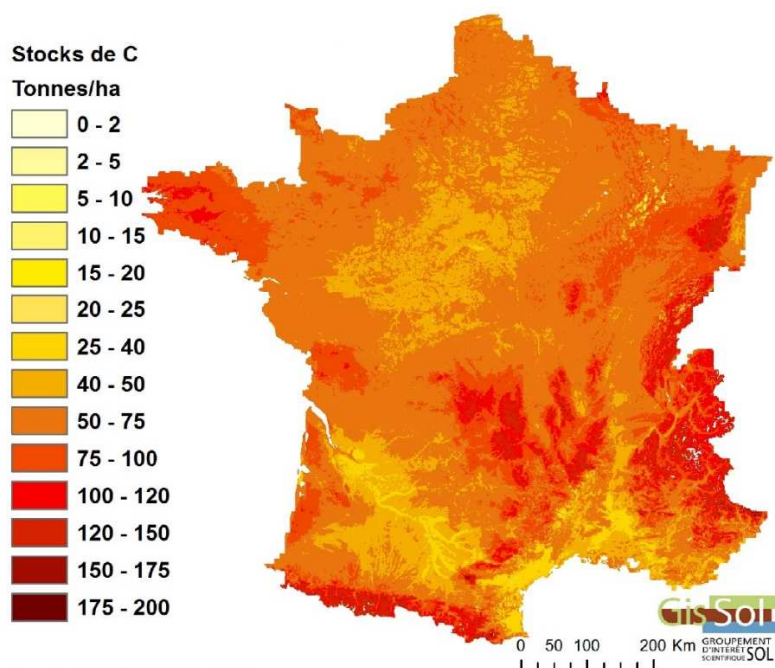 Stocks de C
Tonnes/ha
0 - 2
2 - 5
5 - 10
10 - 15
15 - 20
20 - 25
25 - 40
40 - 50
50 - 75
75 - 100
100 - 120
120 - 150
150 - 175
175 - 200
GisSol
GROUPEMENT
D'INTÉRÊT
SCIENTIFIQUE SOL
0 50 100 200 Km